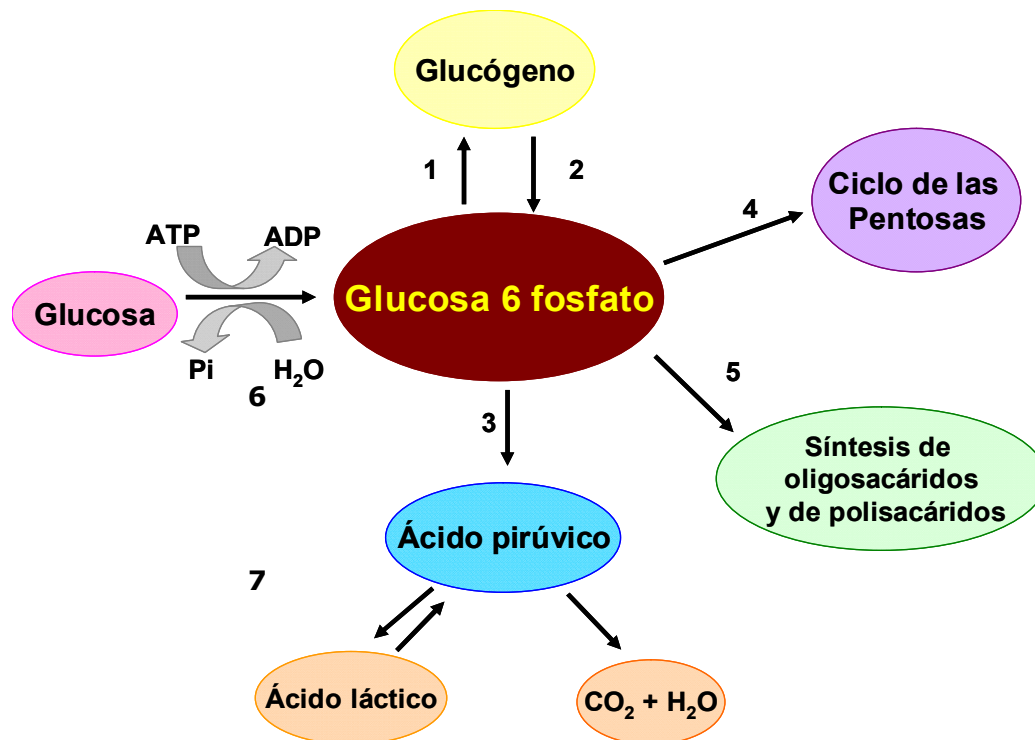 Glucógeno
1
2
Ciclo de las
Pentosas
4
ATP
ADP
Glucosa
Glucosa 6 fosfato
Pi
H₂O
6
5
3
Síntesis de
oligosacáridos
y de polisacáridos
Ácido pirúvico
7
Ácido láctico
CO₂ + H₂O